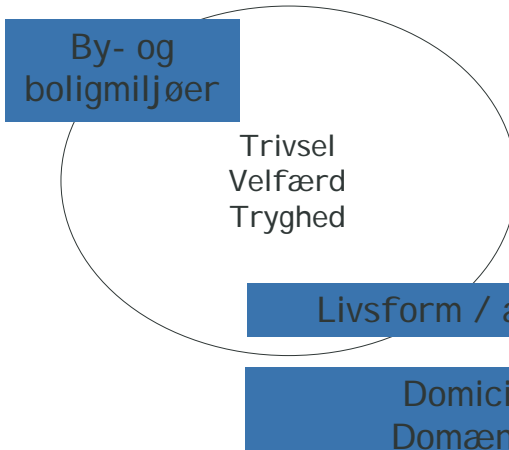 By- og
boligmiljøer
Trivsel
Velfærd
Tryghed
Livsform /